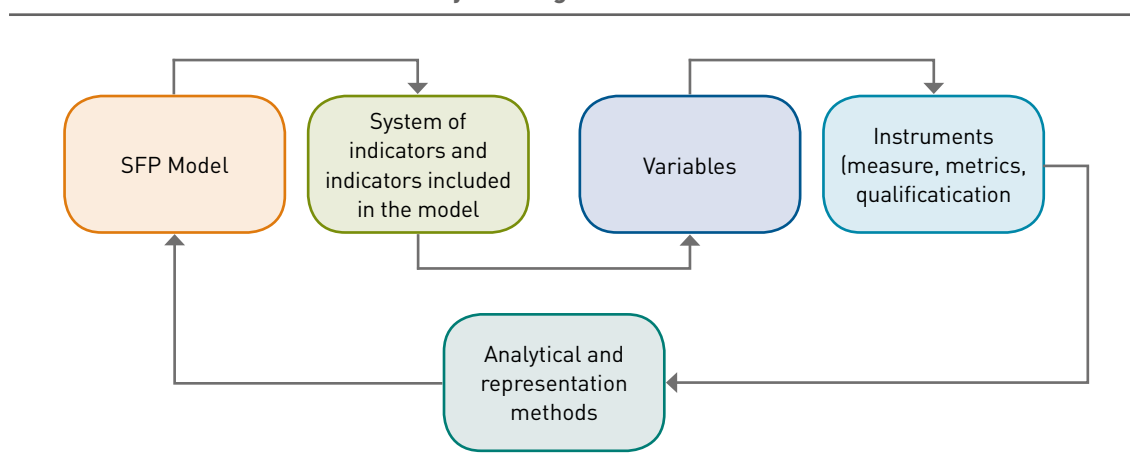 SFP Model
System of
indicators and
indicators included
in the model
Variables
Instruments
(measure, metrics,
qualificatication
Analytical and
representation
methods